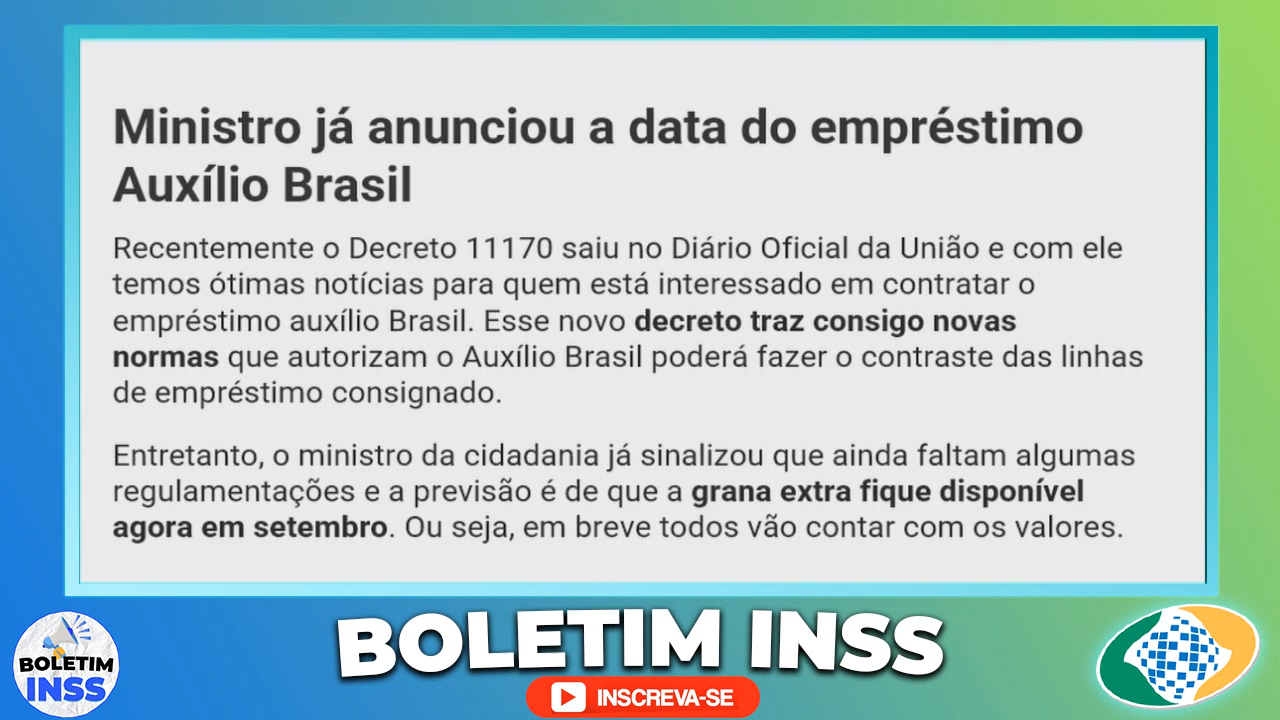 Ministro já anunciou a data do empréstimo
Auxílio Brasil
Recentemente o Decreto 11170 saiu no Diário Oficial da União e com ele
temos ótimas notícias para quem está interessado em contratar o
empréstimo auxílio Brasil. Esse novo decreto traz consigo novas
normas que autorizam o Auxílio Brasil poderá fazer o contraste das linhas
de empréstimo consignado.
Entretanto, o ministro da cidadania já sinalizou que ainda faltam algumas
regulamentações e a previsão é de que a grana extra fique disponível
agora em setembro. Ou seja, em breve todos vão contar com os valores.
BOLETIM
INSS
BOLETIM INSS
INSCREVA-SE